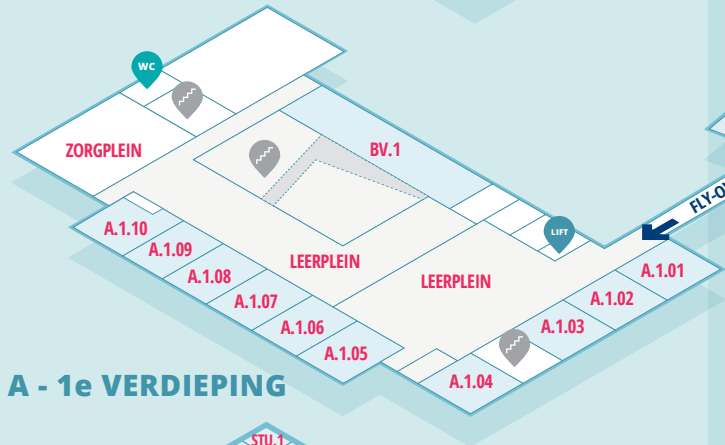 WC
ZORGPLEIN
BV.1
FLY-O
LIFT
A.1.10
A.1.09
A.1.08
A.1.07
A.1.06
A.1.05
LEERPLEIN
LEERPLEIN
A.1.01
A.1.02
A.1.03
A.1.04
A - 1e VERDIEPING
STU.1